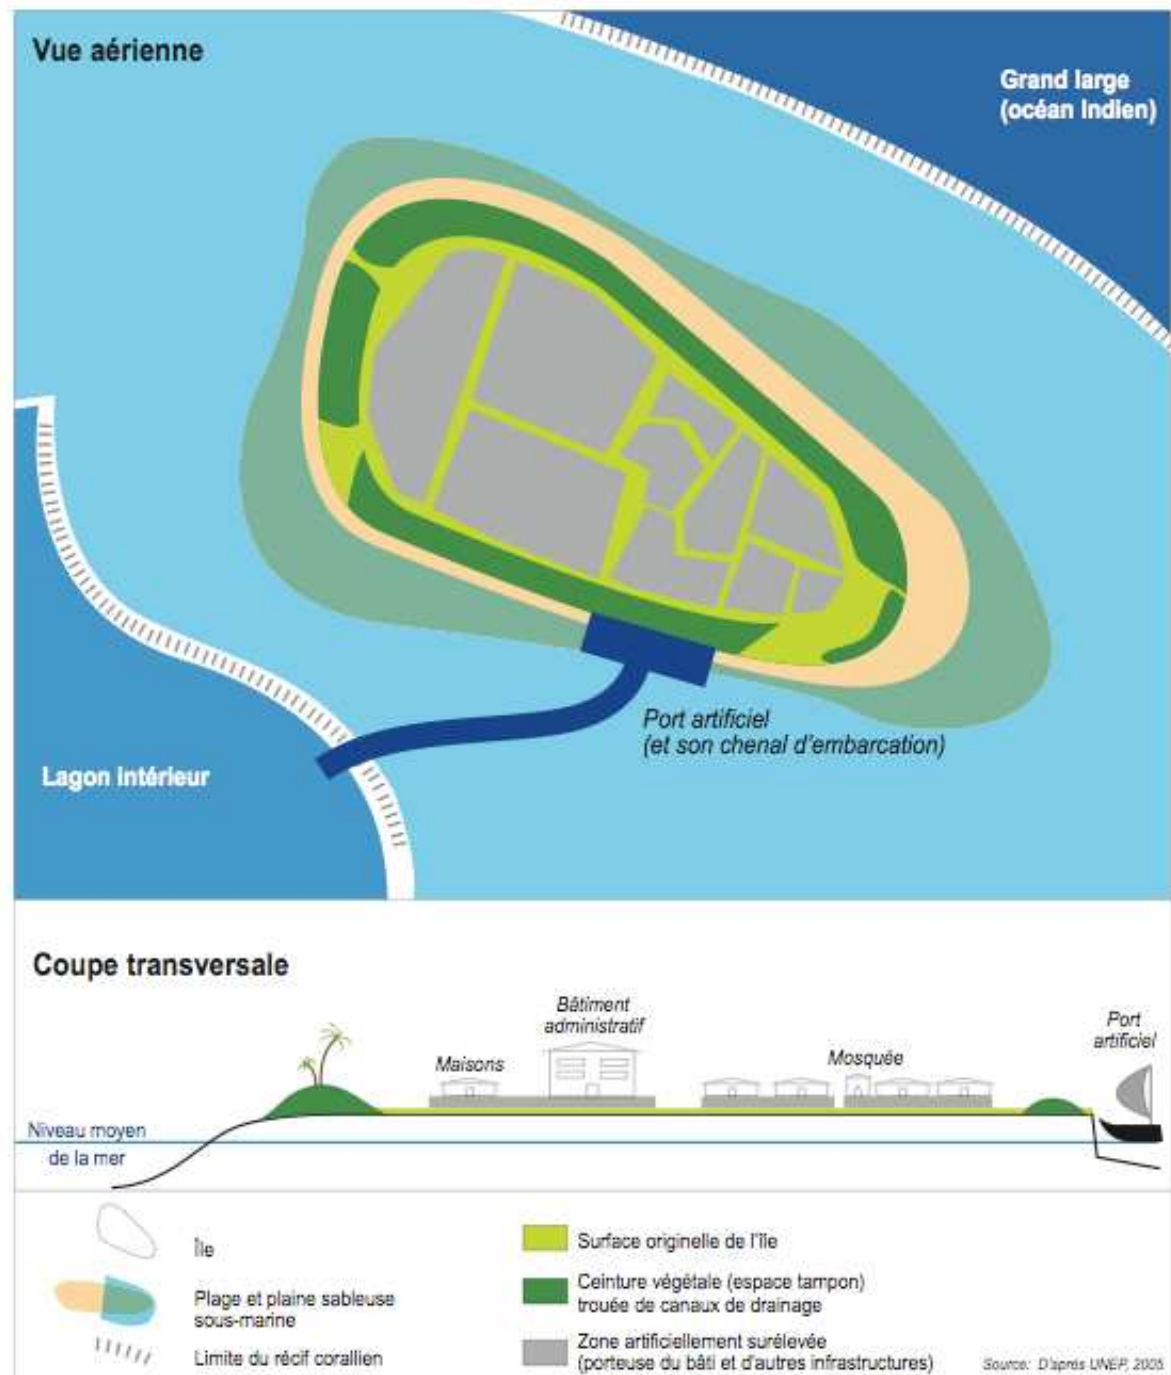 Vue aérienne
Grand large
(océan Indien)
Port artificiel
(et son chenal d'embarcation)
Lagon intérieur
Coupe transversale
Bâtiment
administratif
Maisons
Mosquée
Port
artificiel
Niveau moyen
de la mer
Île
Plage et plaine sableuse
sous-marine
Limite du récif corallien
Surface originelle de l'île
Ceinture végétale (espace tampon)
trouée de canaux de drainage
Zone artificiellement surélevée
(porteuse du bâti et d'autres infrastructures)
Source: D'après UNEP, 2005